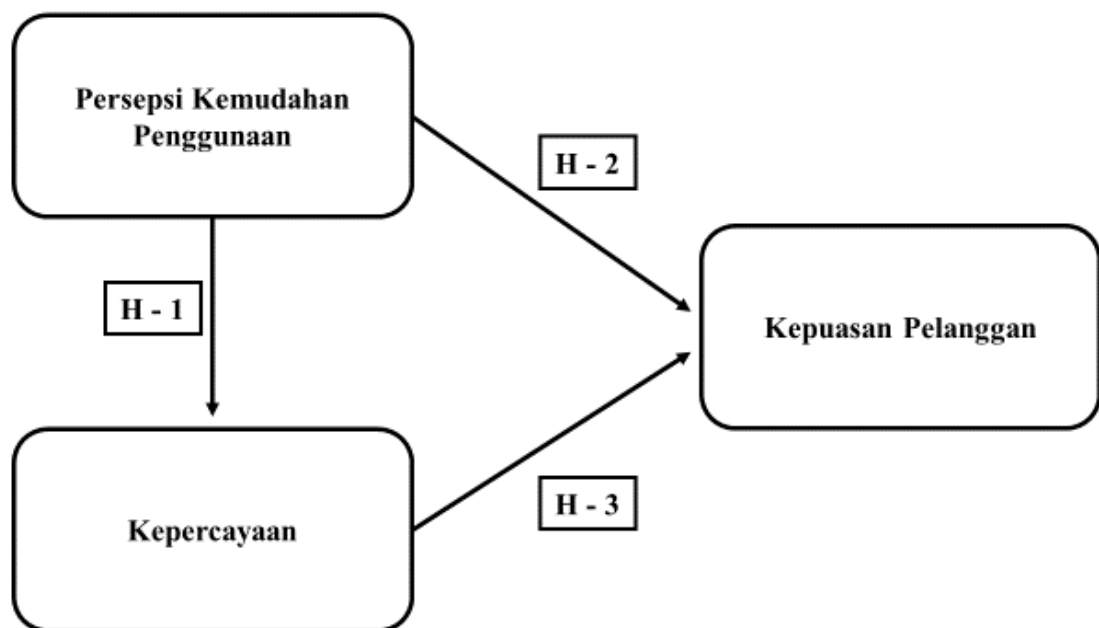 Persepsi Kemudahan
Penggunaan
H - 2
H - 1
Kepuasan Pelanggan
H - 3
Kepercayaan